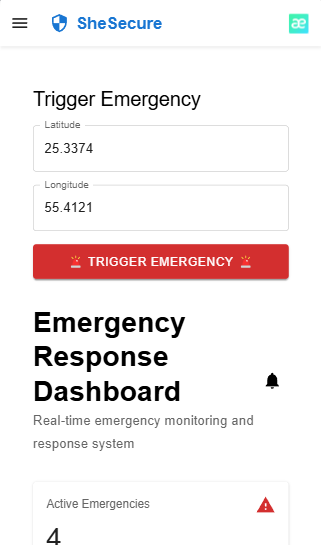 SheSecure
æ
Trigger Emergency
Latitude
25.3374
Longitude
55.4121
TRIGGER EMERGENCY
Emergency
Response
Dashboard
Real-time emergency monitoring and
response system
Active Emergencies
4